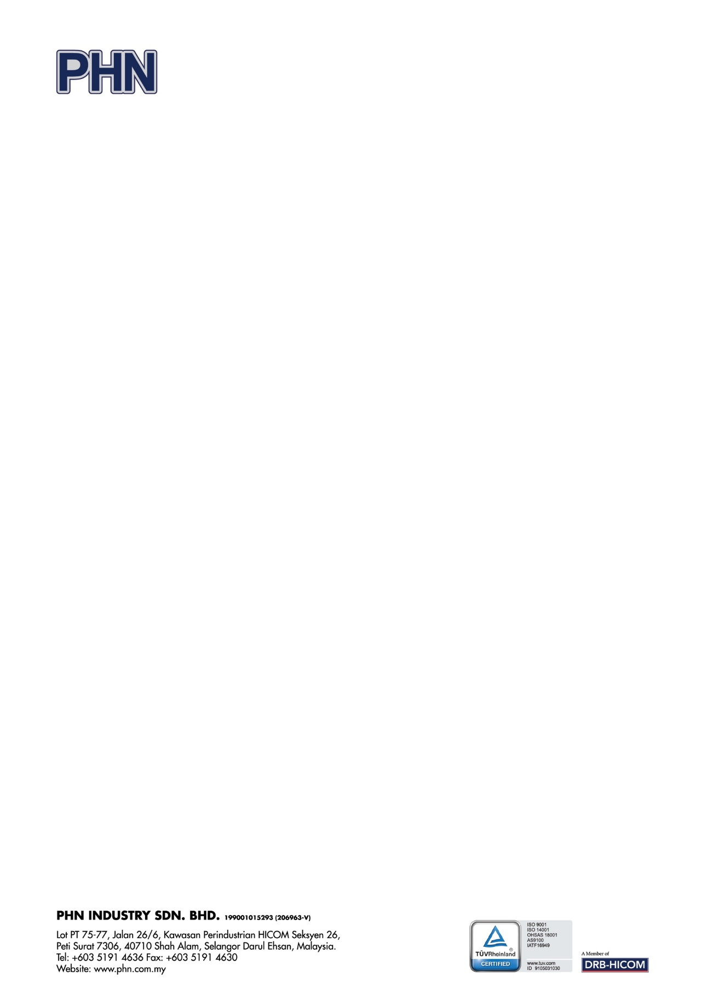 PHN
PHN INDUSTRY SDN. BHD. 199001015293 (206963-V)
Lot PT 75-77, Jalan 26/6, Kawasan Perindustrian HICOM Seksyen 26,
Peti Surat 7306, 40710 Shah Alam, Selangor Darul Ehsan, Malaysia.
Tel: +603 5191 4636 Fax: +603 5191 4630
Website: www.phn.com.my
TÜVRheinland®
CERTIFIED
ISO 9001
ISO 14001
OHSAS 18001
AS9100
IATF16949
www.tuv.com
ID 9105031030
A Member of
DRB-HICOM